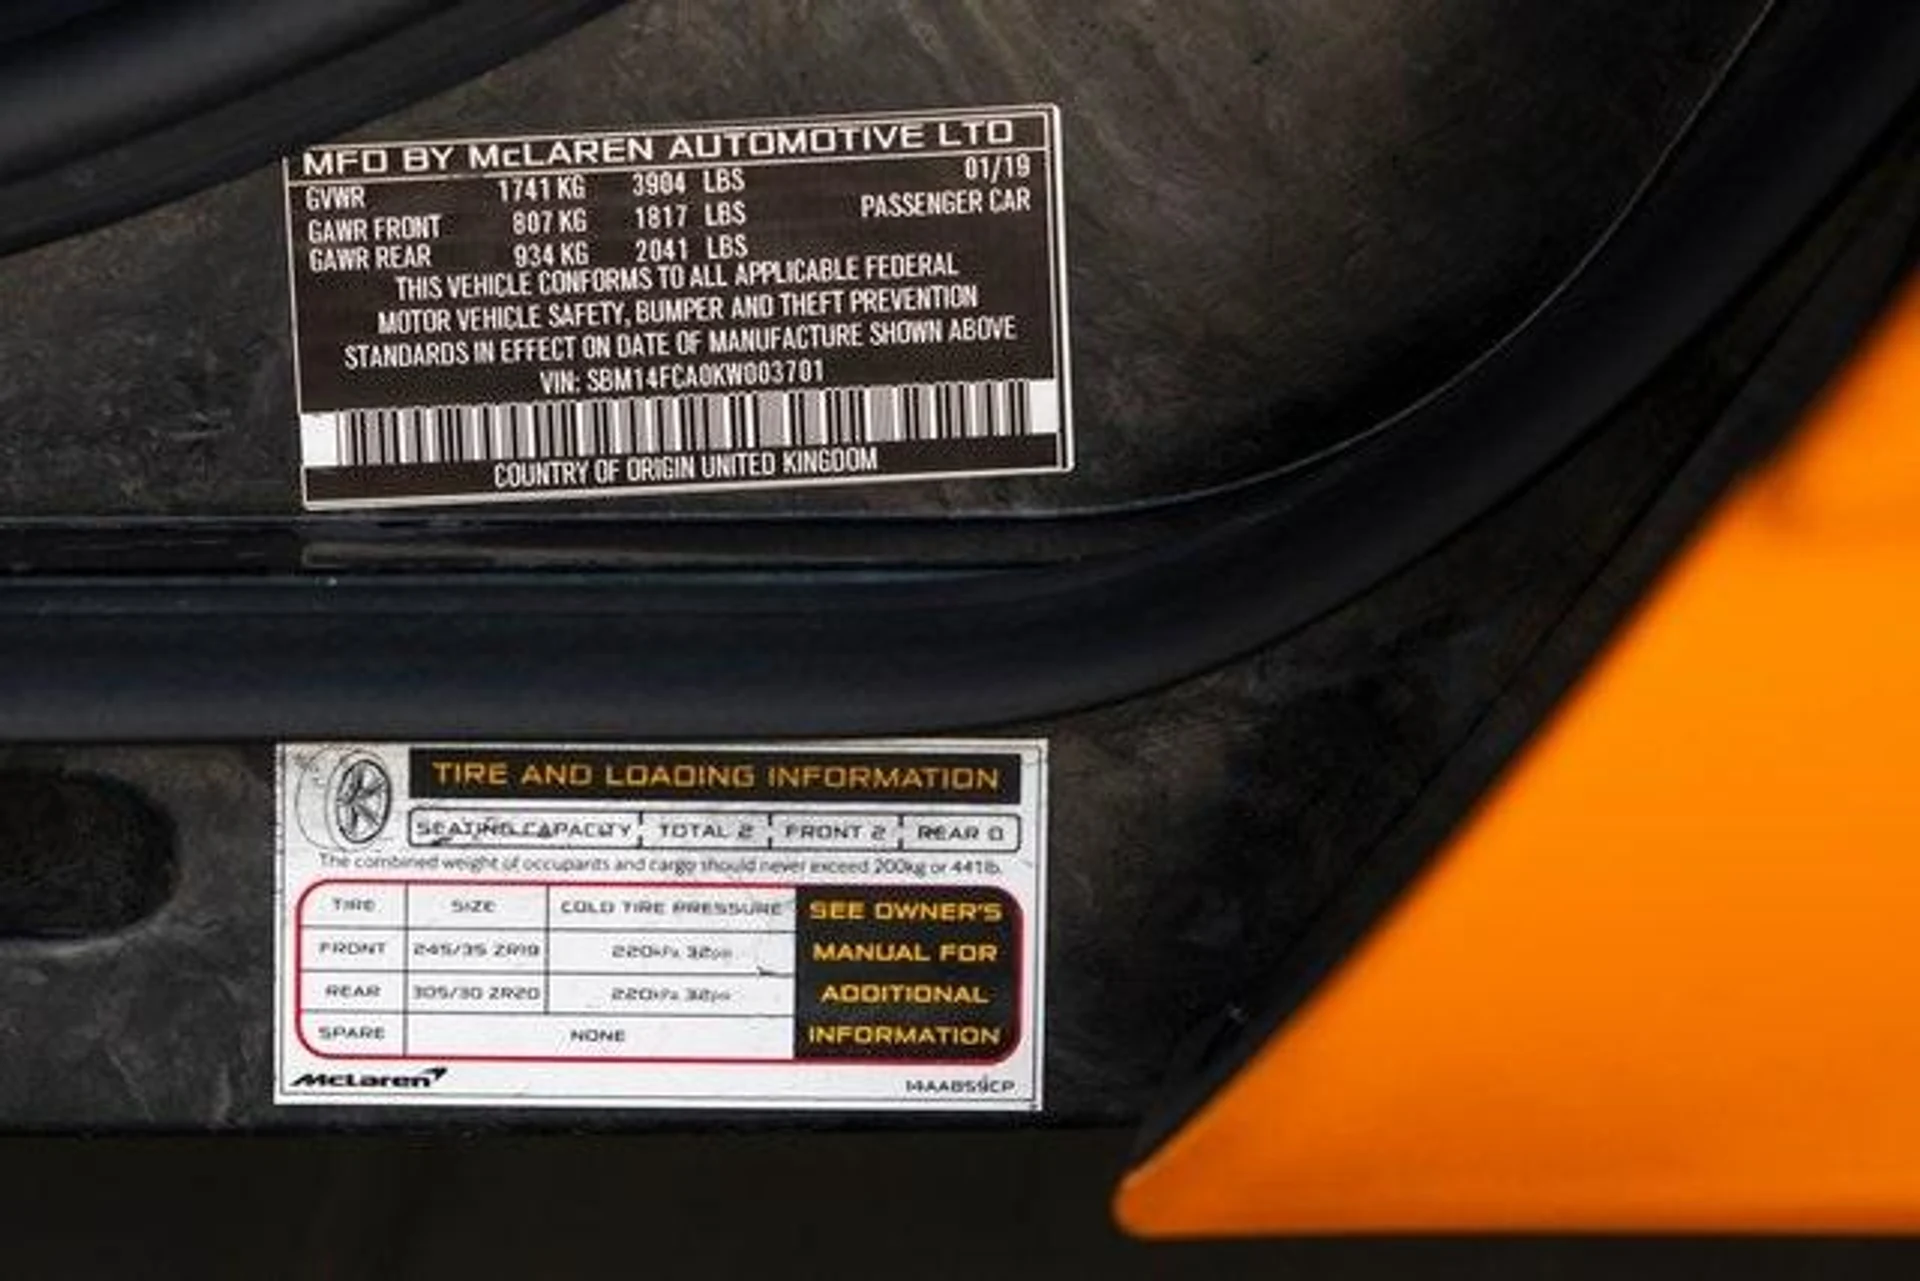 MFD BY McLAREN AUTOMOTIVE LTD
GVWR 1741 KG 3904 LBS 01/19
GAWR FRONT 807 KG 1817 LBS PASSENGER CAR
GAWR REAR 934 KG 2041 LBS
THIS VEHICLE CONFORMS TO ALL APPLICABLE FEDERAL
MOTOR VEHICLE SAFETY, BUMPER AND THEFT PREVENTION
STANDARDS IN EFFECT ON DATE OF MANUFACTURE SHOWN ABOVE
VIN: SBM14FCA0KW003701
COUNTRY OF ORIGIN UNITED KINGDOM
TIRE AND LOADING INFORMATION
SEATING CAPACITY TOTAL 2 FRONT 2 REAR 0
The combined weight of occupants and cargo should never exceed 200kg or 441lb.
TIRE SIZE COLD TIRE PRESSURE SEE OWNER'S
FRONT 245/35 ZR19 220kPa 32psi MANUAL FOR
REAR 305/30 ZR20 220kPa 32psi ADDITIONAL
SPARE NONE INFORMATION
McLaren 14AA859CP